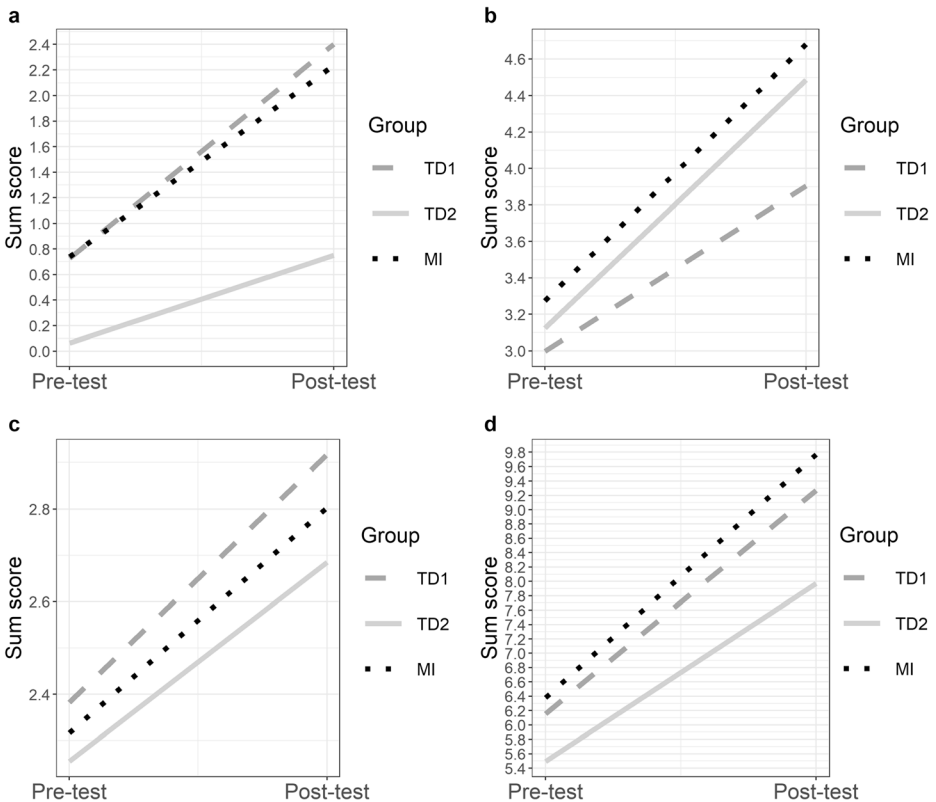 a
Sum score
2.4
2.2
2.0
1.8
1.6
1.4
1.2
1.0
0.8
0.6
0.4
0.2
0.0
Pre-test Post-test
Group
TD1
TD2
MI
b
Sum score
4.6
4.4
4.2
4.0
3.8
3.6
3.4
3.2
3.0
Pre-test Post-test
Group
TD1
TD2
MI
c
Sum score
2.8
2.6
2.4
Pre-test Post-test
Group
TD1
TD2
MI
d
Sum score
9.8
9.6
9.4
9.2
9.0
8.8
8.6
8.4
8.2
8.0
7.8
7.6
7.4
7.2
7.0
6.8
6.6
6.4
6.2
6.0
5.8
5.6
5.4
Pre-test Post-test
Group
TD1
TD2
MI